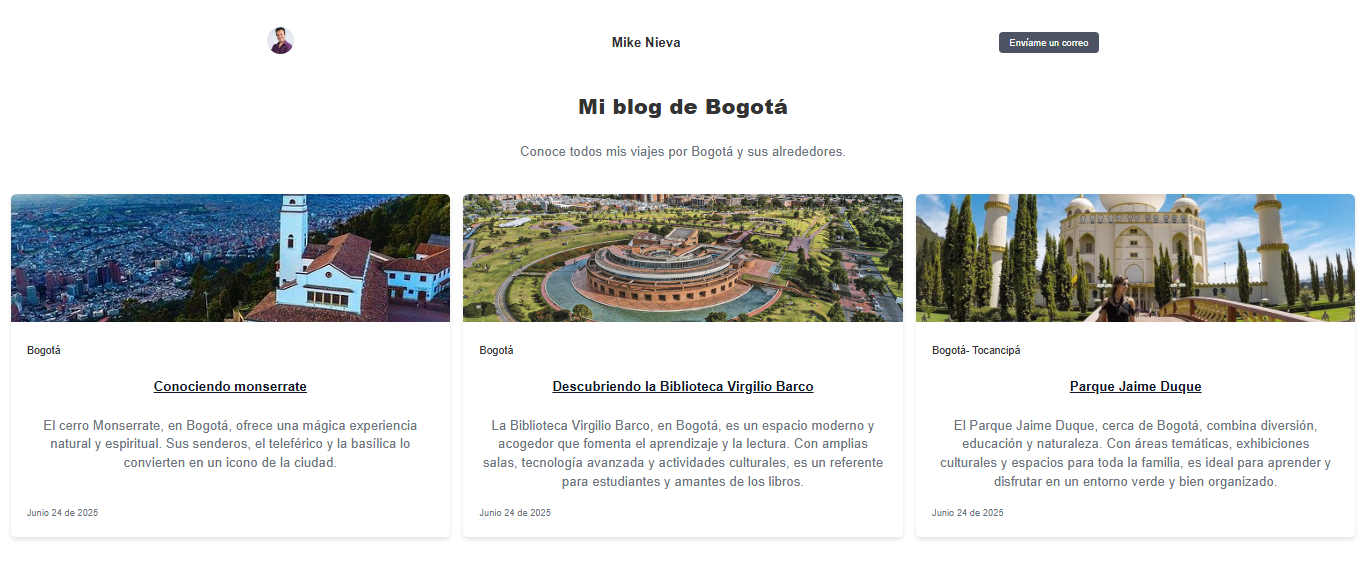 Mike Nieva
Envíame un correo
Mi blog de Bogotá
Conoce todos mis viajes por Bogotá y sus alrededores.
Bogotá
Conociendo monserrate
El cerro Monserrate, en Bogotá, ofrece una mágica experiencia
natural y espiritual. Sus senderos, el teleférico y la basílica lo
convierten en un icono de la ciudad.
Junio 24 de 2025
Bogotá
Descubriendo la Biblioteca Virgilio Barco
La Biblioteca Virgilio Barco, en Bogotá, es un espacio moderno y
acogedor que fomenta el aprendizaje y la lectura. Con amplias
salas, tecnología avanzada y actividades culturales, es un referente
para estudiantes y amantes de los libros.
Junio 24 de 2025
Bogotá- Tocancipá
Parque Jaime Duque
El Parque Jaime Duque, cerca de Bogotá, combina diversión,
educación y naturaleza. Con áreas temáticas, exhibiciones
culturales y espacios para toda la familia, es ideal para aprender y
disfrutar en un entorno verde y bien organizado.
Junio 24 de 2025